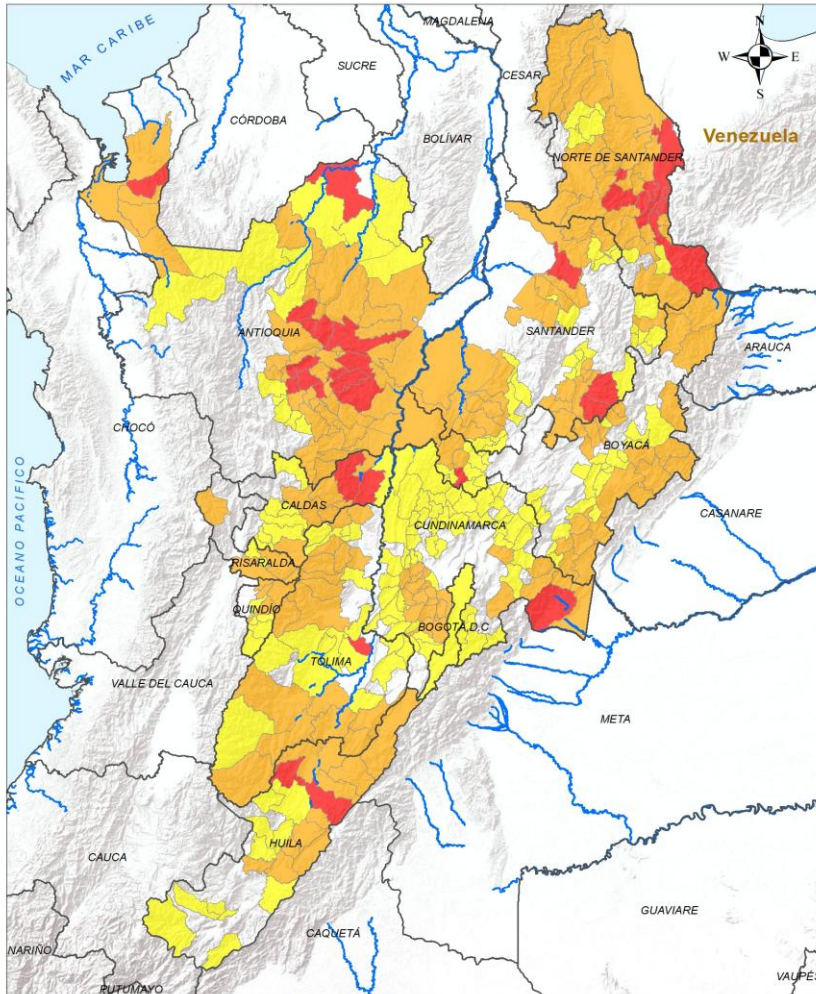 MAR CARIBE
MAGDALENA
N
W
E
S
SUCRE
CESAR
CÓRDOBA
BOLÍVAR
Venezuela
NORTE DE SANTANDER
ANTIOQUIA
SANTANDER
ARAUCA
CHOCÓ
BOYACÁ
OCEANO PACIFICO
CALDAS
CUNDINAMARCA
CASANARE
RISARALDA
QUINDÍO
BOGOTÁ, D.C
TOLIMA
VALLE DEL CAUCA
META
HUILA
CAUCA
GUAVIARE
CAQUETÁ
NARIÑO
PUTUMAYO
VAUPÉS